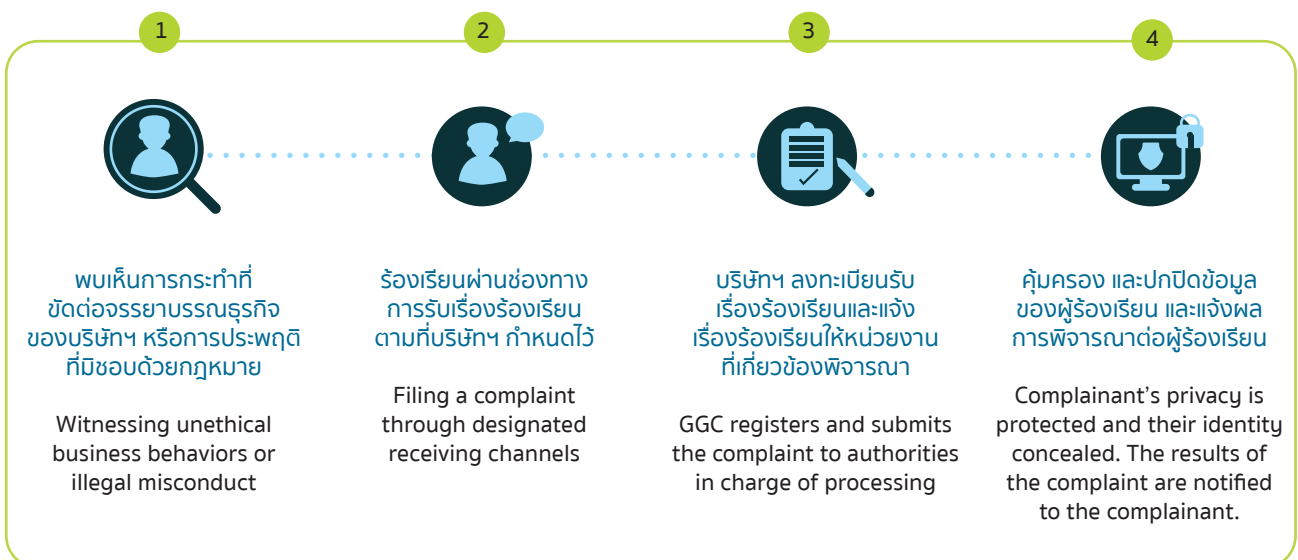 1
2
3
4
พบเห็นการกระทำที่
ขัดต่อจรรยาบรรณธุรกิจ
ของบริษัทฯ หรือการประพฤติ
ที่มิชอบด้วยกฎหมาย
Witnessing unethical
business behaviors or
illegal misconduct
ร้องเรียนผ่านช่องทาง
การรับเรื่องร้องเรียน
ตามที่บริษัทฯ กำหนดไว้
Filing a complaint
through designated
receiving channels
บริษัทฯ ลงทะเบียนรับ
เรื่องร้องเรียนและแจ้ง
เรื่องร้องเรียนให้หน่วยงาน
ที่เกี่ยวข้องพิจารณา
GGC registers and submits
the complaint to authorities
in charge of processing
คุ้มครอง และปกปิดข้อมูล
ของผู้ร้องเรียน และแจ้งผล
การพิจารณาต่อผู้ร้องเรียน
Complainant’s privacy is
protected and their identity
concealed. The results of
the complaint are notified
to the complainant.